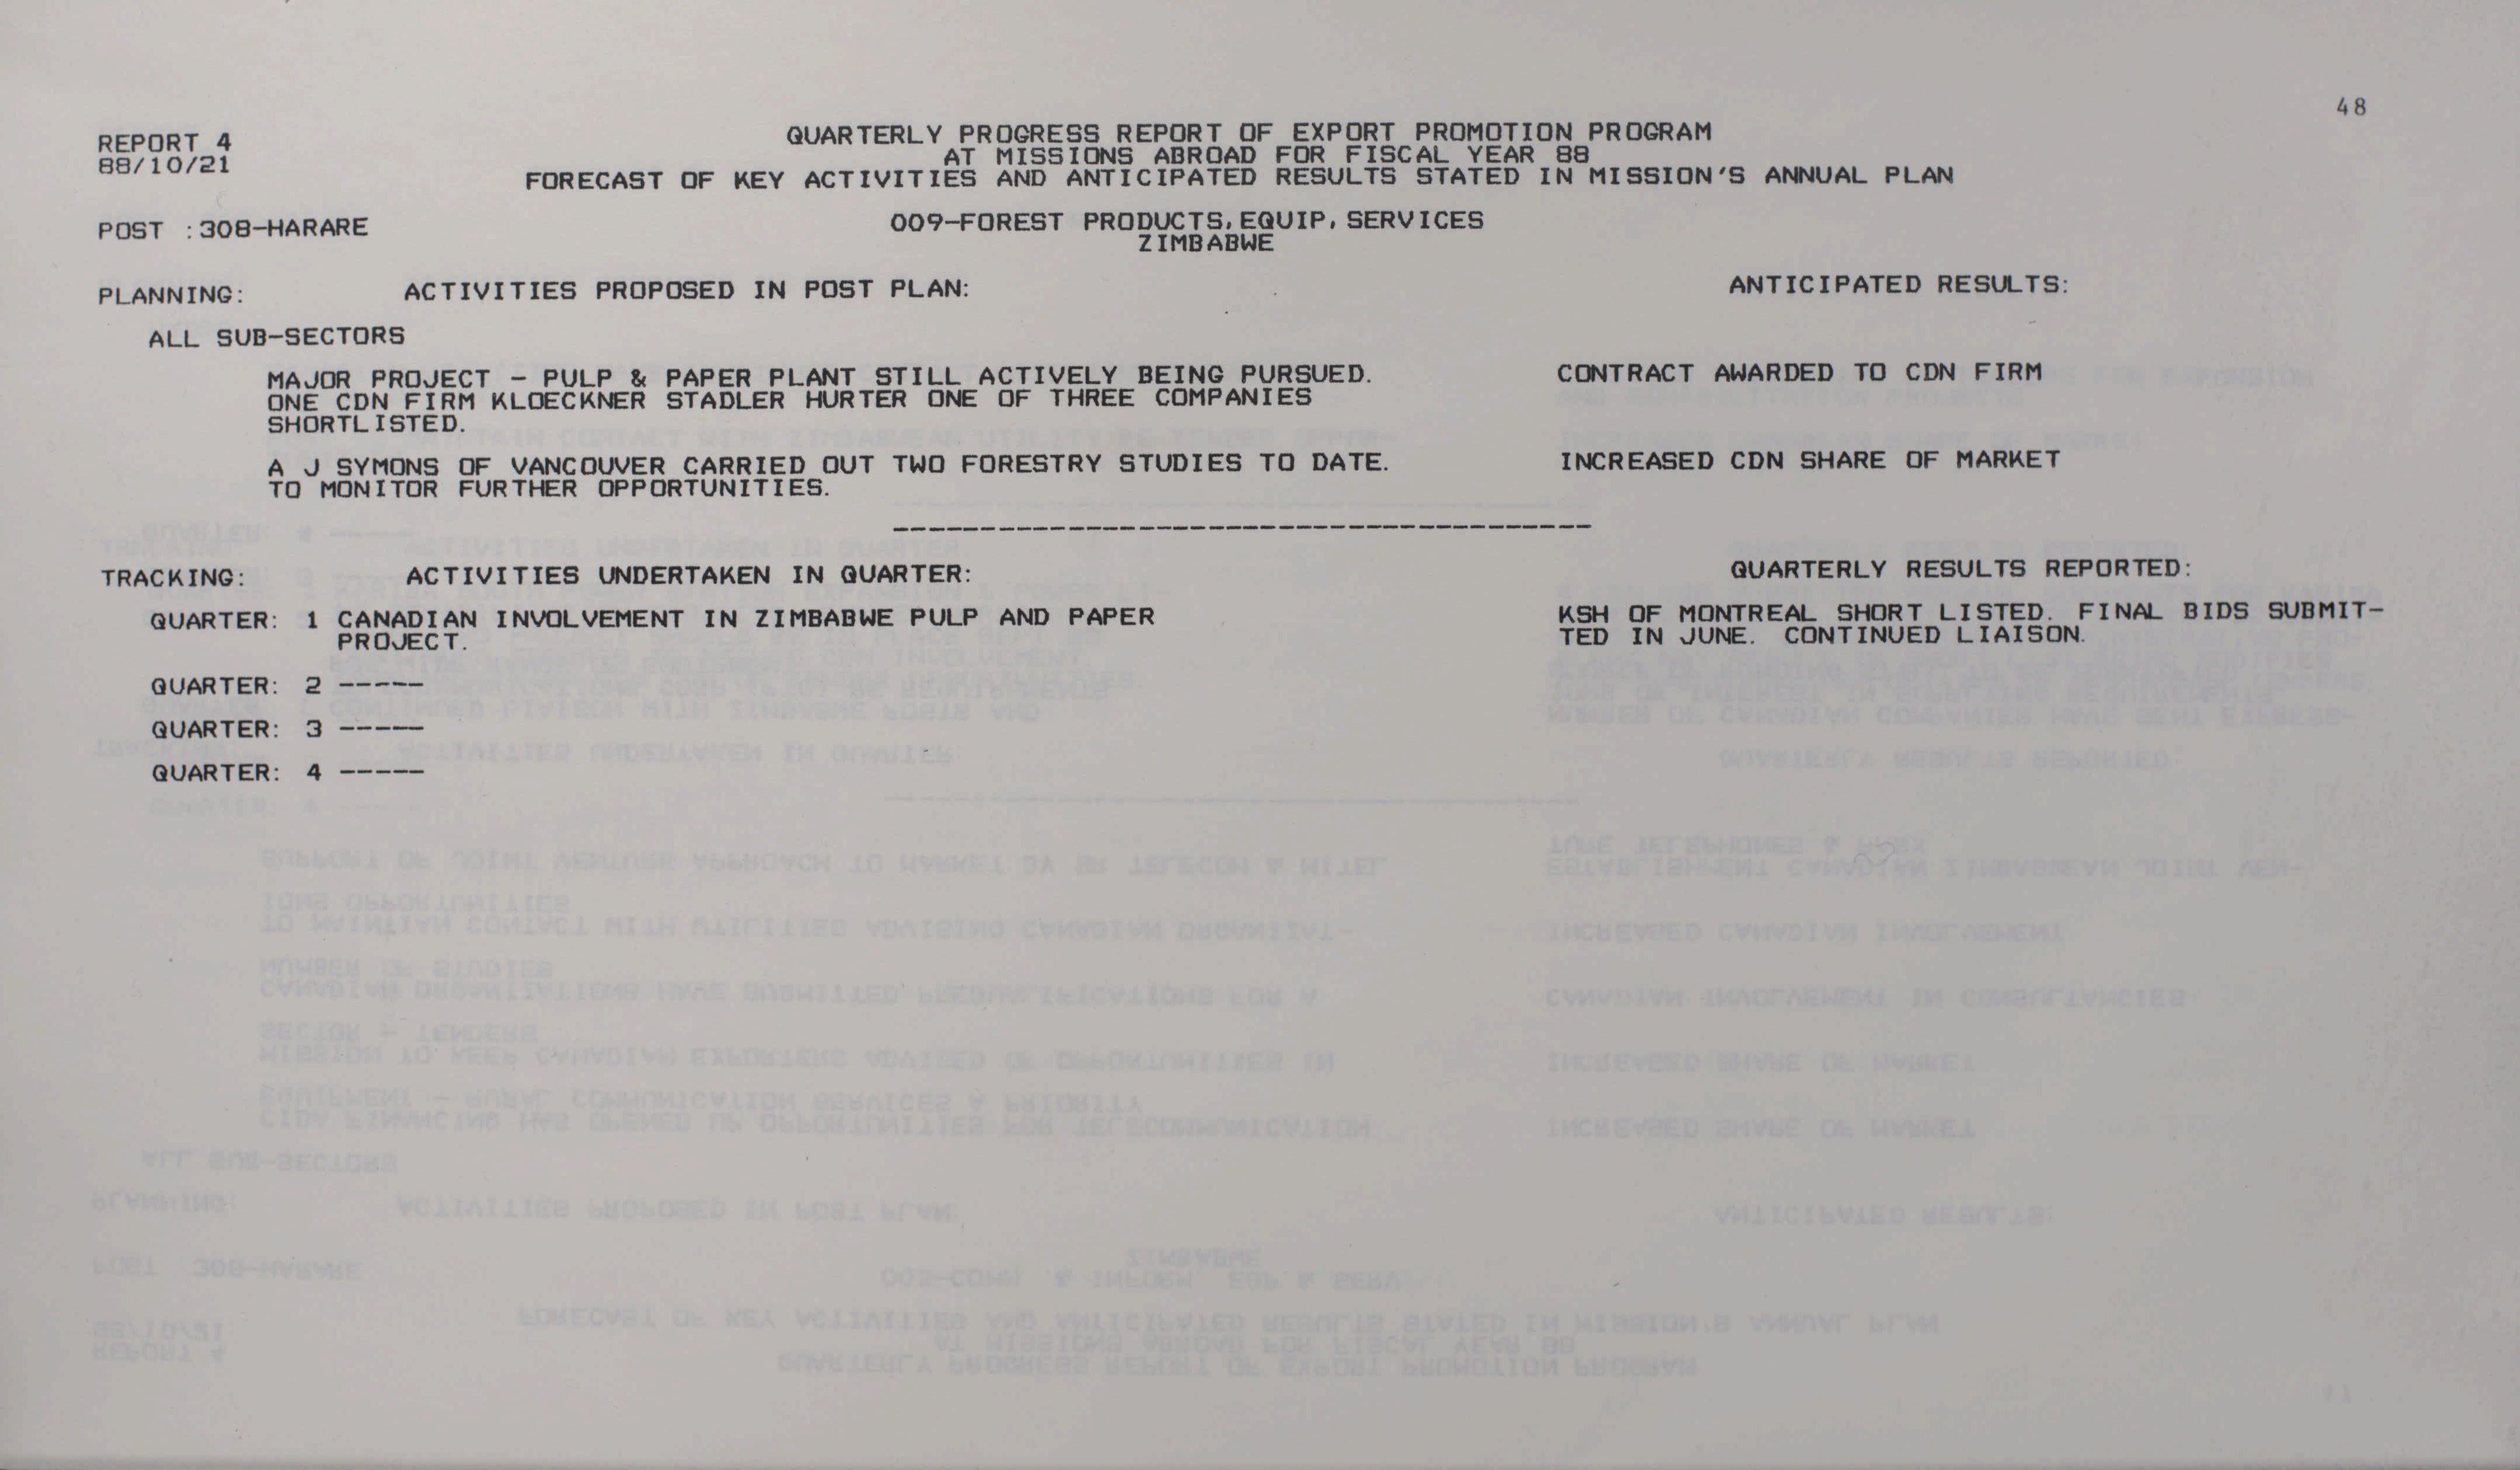 48
REPORT 4
88/10/21
QUARTERLY PROGRESS REPORT OF EXPORT PROMOTION PROGRAM
AT MISSIONS ABROAD FOR FISCAL YEAR 88
FORECAST OF KEY ACTIVITIES AND ANTICIPATED RESULTS STATED IN MISSION'S ANNUAL PLAN
POST :308-HARARE
009-FOREST PRODUCTS,EQUIP,SERVICES
ZIMBABWE
PLANNING: ACTIVITIES PROPOSED IN POST PLAN: ANTICIPATED RESULTS:
ALL SUB-SECTORS
MAJOR PROJECT - PULP & PAPER PLANT STILL ACTIVELY BEING PURSUED. CONTRACT AWARDED TO CDN FIRM
ONE CDN FIRM KLOECKNER STADLER HURTER ONE OF THREE COMPANIES
SHORTLISTED.
A J SYMONS OF VANCOUVER CARRIED OUT TWO FORESTRY STUDIES TO DATE. INCREASED CDN SHARE OF MARKET
TO MONITOR FURTHER OPPORTUNITIES.
----------------------------------------
TRACKING: ACTIVITIES UNDERTAKEN IN QUARTER: QUARTERLY RESULTS REPORTED:
QUARTER: 1 CANADIAN INVOLVEMENT IN ZIMBABWE PULP AND PAPER KSH OF MONTREAL SHORT LISTED. FINAL BIDS SUBMIT-
PROJECT. TED IN JUNE. CONTINUED LIAISON.
QUARTER: 2 -----
QUARTER: 3 -----
QUARTER: 4 -----